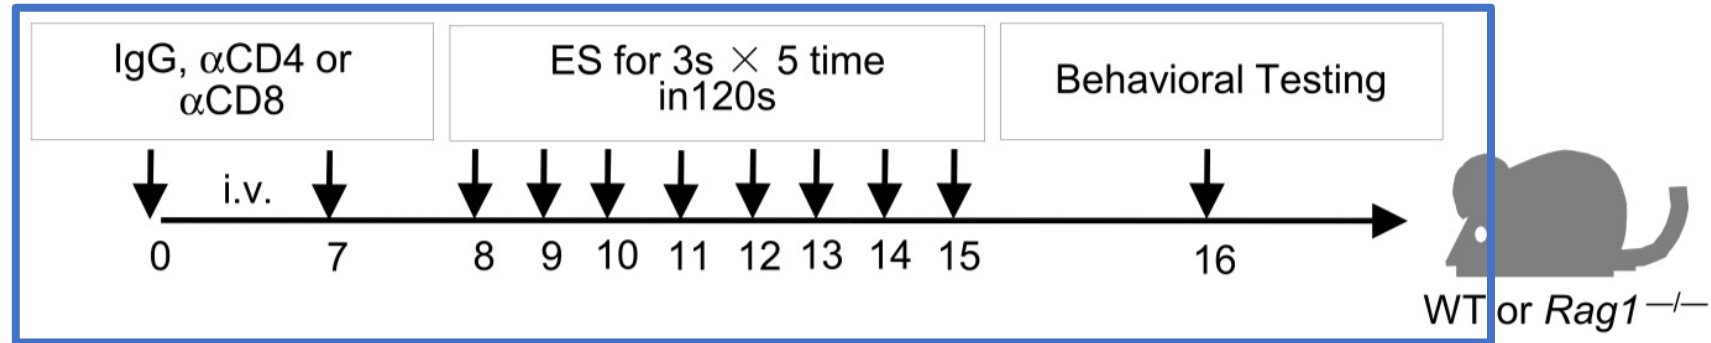 IgG, αCD4 or
αCD8
ES for 3s × 5 time
in120s
Behavioral Testing
i.v.
0 7 8 9 10 11 12 13 14 15 16
WT or Rag1 —/—